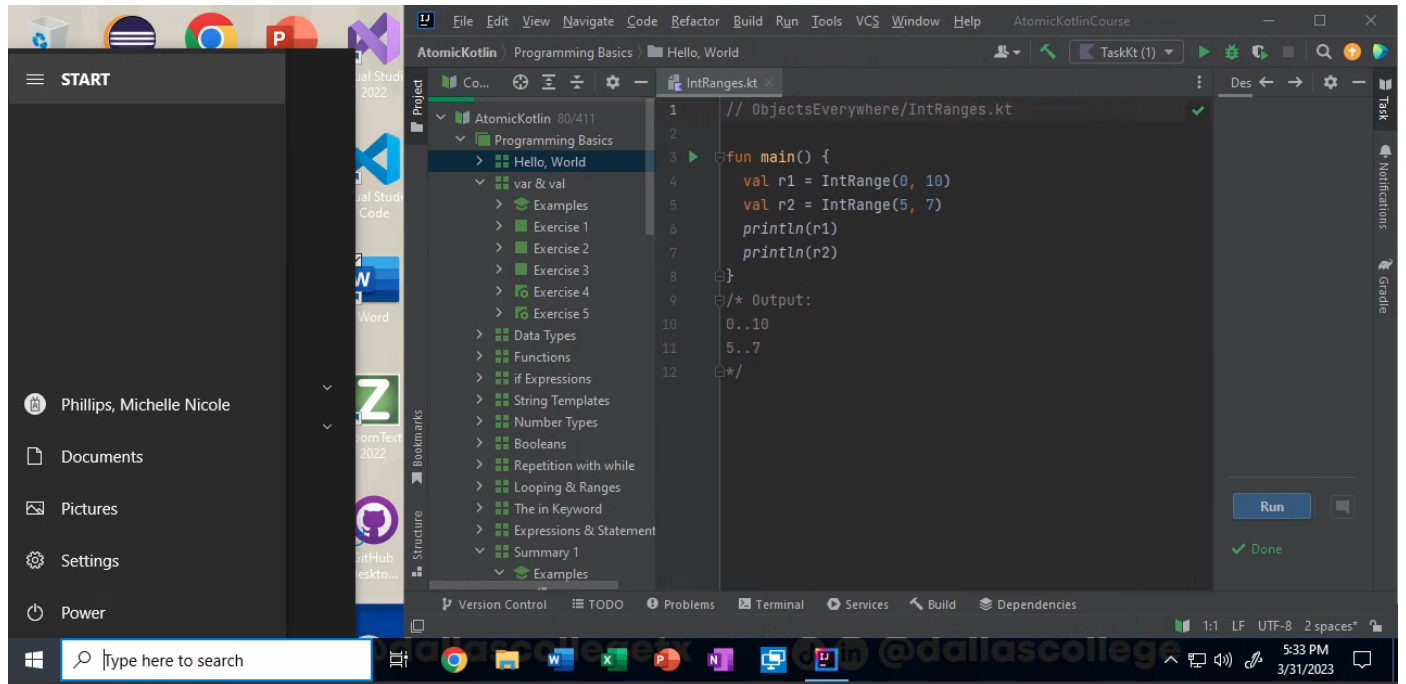 START
Phillips, Michelle Nicole
Documents
Pictures
Settings
Power
Type here to search
2022
Code
Word
2022
GitHub
File Edit View Navigate Code Refactor Build Run Tools VCS Window Help AtomicKotlinCourse
AtomicKotlin Programming Basics Hello, World
TaskKt (1)
Project
Co...
AtomicKotlin 80/411
Programming Basics
Hello, World
var & val
Examples
Exercise 1
Exercise 2
Exercise 3
Exercise 4
Exercise 5
Data Types
Functions
if Expressions
String Templates
Number Types
Booleans
Repetition with while
Looping & Ranges
The in Keyword
Expressions & Statement
Summary 1
Examples
Bookmarks
Structure
IntRanges.kt
1 // ObjectsEverywhere/IntRanges.kt
2
3 fun main() {
4 val r1 = IntRange(0, 10)
5 val r2 = IntRange(5, 7)
6 println(r1)
7 println(r2)
8 }
9 /* Output:
10 0..10
11 5..7
12 */
Des
Run
Done
Task
Notifications
Gradle
Version Control TODO Problems Terminal Services Build Dependencies
1:1 LF UTF-8 2 spaces*
@dallascollege
5:33 PM
3/31/2023